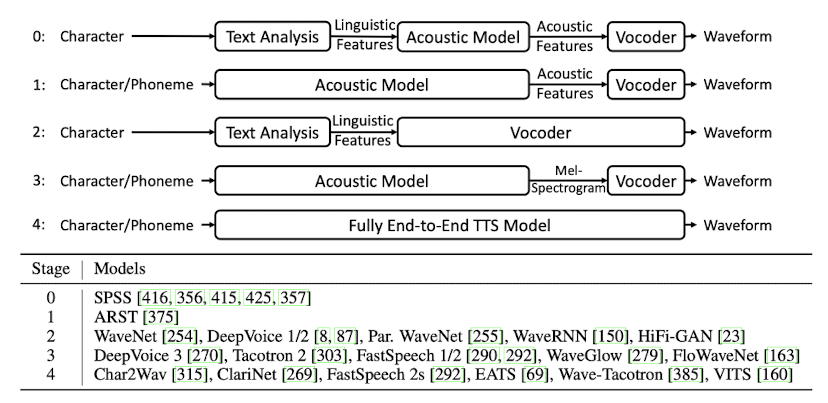 0: Character Text Analysis Linguistic Features Acoustic Model Acoustic Features Vocoder Waveform
1: Character/Phoneme Acoustic Model Acoustic Features Vocoder Waveform
2: Character Text Analysis Linguistic Features Vocoder Waveform
3: Character/Phoneme Acoustic Model Mel-Spectrogram Vocoder Waveform
4: Character/Phoneme Fully End-to-End TTS Model Waveform
Stage Models
0 SPSS [416, 356, 415, 425, 357]
1 ARST [375]
2 WaveNet [254], DeepVoice 1/2 [8, 87], Par. WaveNet [255], WaveRNN [150], HiFi-GAN [23]
3 DeepVoice 3 [270], Tacotron 2 [303], FastSpeech 1/2 [290, 292], WaveGlow [279], FloWaveNet [163]
4 Char2Wav [315], ClariNet [269], FastSpeech 2s [292], EATS [69], Wave-Tacotron [385], VITS [160]